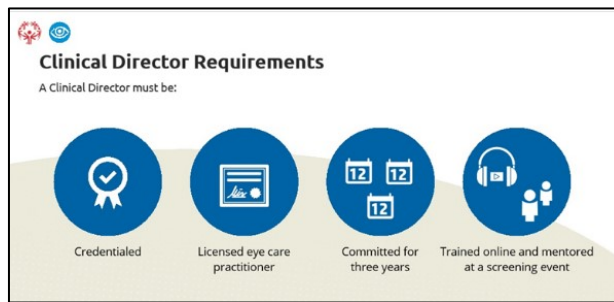 Clinical Director Requirements
A Clinical Director must be:
12 12
12
Credentialed
Licensed eye care
practitioner
Committed for
three years
Trained online and mentored
at a screening event